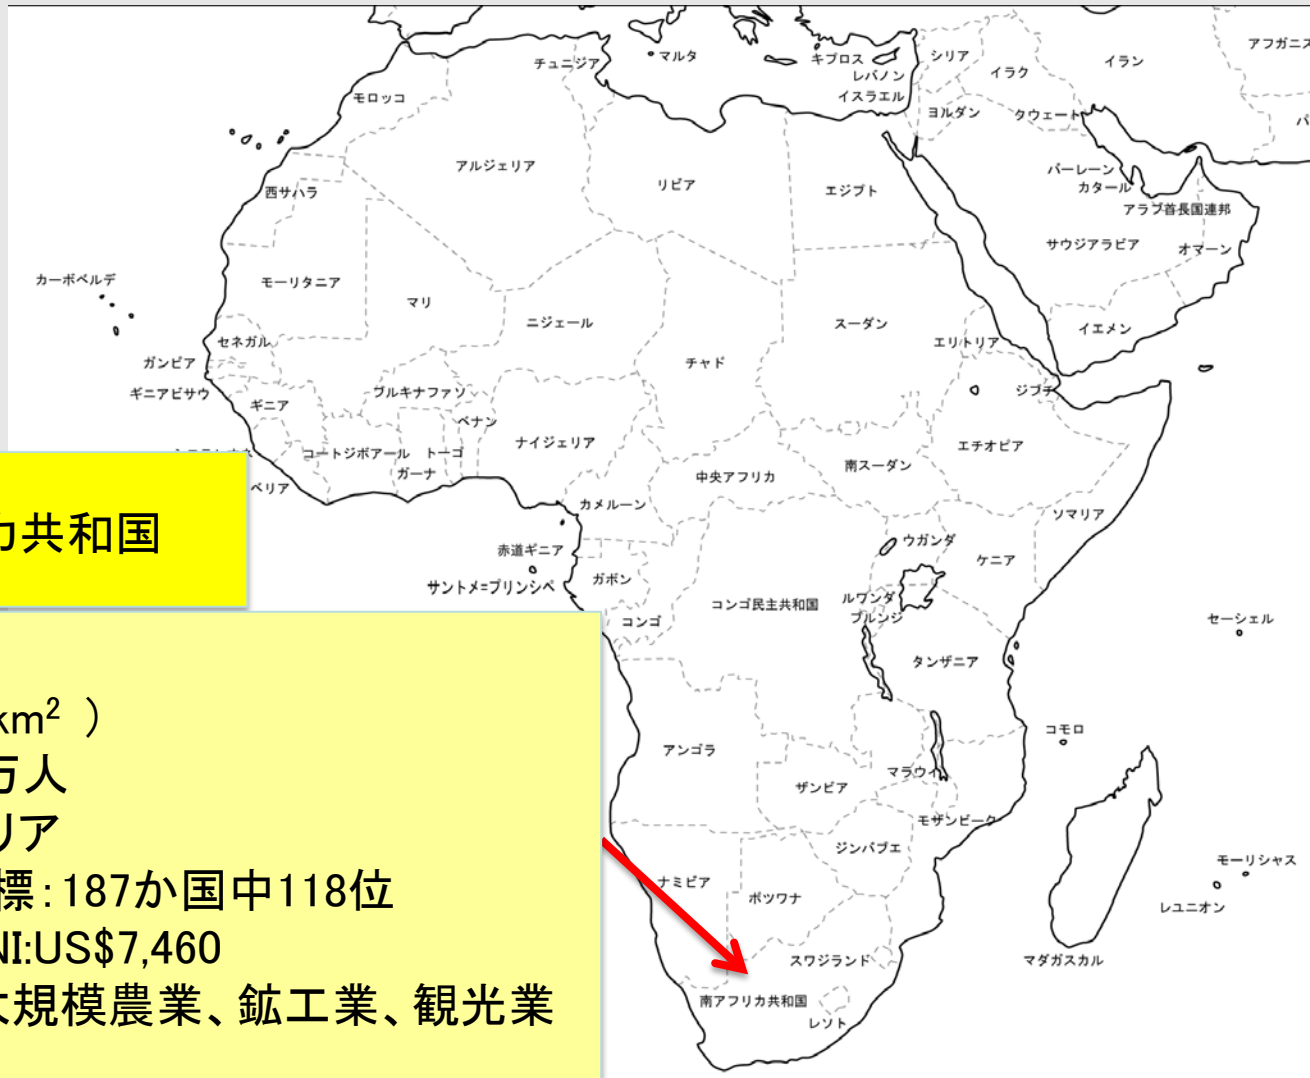 アフガニス
チュニジア
マルタ
キプロス
シリア
イラン
レバノン
イラク
モロッコ
イスラエル
ヨルダン
タウェート
パ
アルジェリア
リビア
エジプト
バーレーン
カタール
西サハラ
アラブ首長国連邦
サウジアラビア
オマーン
カーボベルデ
モーリタニア
マリ
ニジェール
スーダン
イエメン
セネガル
エリトリア
ガンビア
チャド
ギニアビサウ
ギニア
ブルキナファソ
ジブチ
ベナン
ナイジェリア
エチオピア
コートジボアール
トーゴ
ガーナ
中央アフリカ
南スーダン
ベリア
カメルーン
ソマリア
カ共和国
赤道ギニア
ウガンダ
ケニア
サントメ=プリンシペ
ガボン
コンゴ民主共和国
ルワンダ
ブルンジ
コンゴ
セーシェル
タンザニア
km²）
万人
リア
標：187か国中118位
NI:US$7,460
大規模農業、鉱工業、観光業
アンゴラ
コモロ
ザンビア
マラウイ
モザンビーク
ジンバブエ
モーリシャス
ナミビア
ボツワナ
レユニオン
スワジランド
マダガスカル
南アフリカ共和国
レソト